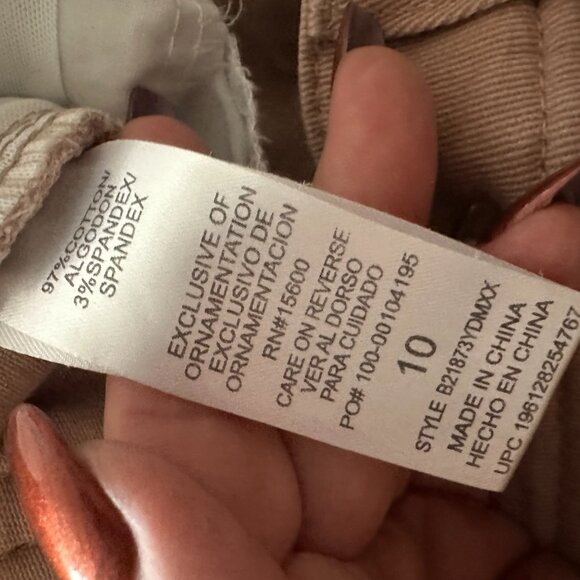 97%COTTON/
ALGODON
3%SPANDEX/
SPANDEX
EXCLUSIVE OF
ORNAMENTATION
EXCLUSIVO DE
ORNAMENTACION
RN#15600
CARE ON REVERSE
VER AL DORSO
PARA CUIDADO
PO# 100-00104195
10
STYLE B21873YDMXX
MADE IN CHINA
HECHO EN CHINA
UPC 196128254767